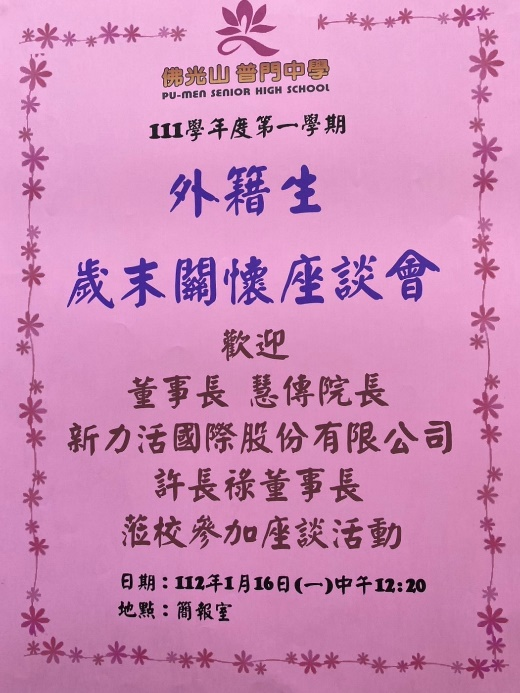 佛光山 普門中學
PU-MEN SENIOR HIGH SCHOOL
111學年度第一學期
外籍生
歲末關懷座談會
歡迎
董事長 慧傳院長
新力活國際股份有限公司
許長祿董事長
蒞校參加座談活動
日期：112年1月16日(一)中午12:20
地點：簡報室